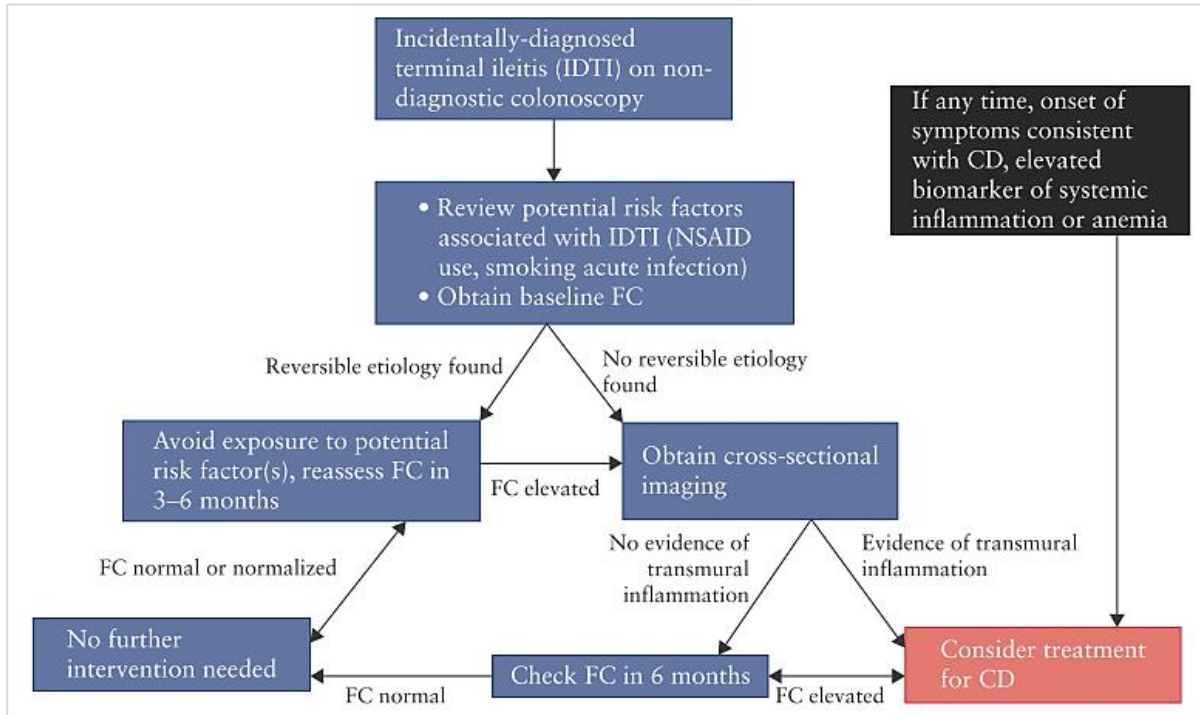 Incidentally-diagnosed
terminal ileitis (IDTI) on non-
diagnostic colonoscopy
If any time, onset of
symptoms consistent
with CD, elevated
biomarker of systemic
inflammation or anemia
• Review potential risk factors
associated with IDTI (NSAID
use, smoking acute infection)
• Obtain baseline FC
Reversible etiology found
No reversible etiology
found
Avoid exposure to potential
risk factor(s), reassess FC in
3–6 months
FC elevated
Obtain cross-sectional
imaging
FC normal or normalized
No evidence of
transmural
inflammation
Evidence of transmural
inflammation
No further
intervention needed
FC normal
Check FC in 6 months
FC elevated
Consider treatment
for CD